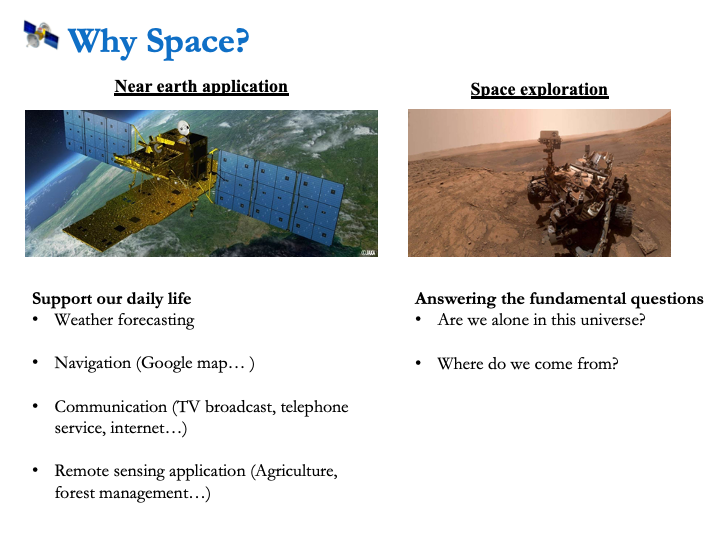 Why Space?
Near earth application
Space exploration
(C)JAXA
Support our daily life
• Weather forecasting
• Navigation (Google map… )
• Communication (TV broadcast, telephone
service, internet…)
• Remote sensing application (Agriculture,
forest management…)
Answering the fundamental questions
• Are we alone in this universe?
• Where do we come from?